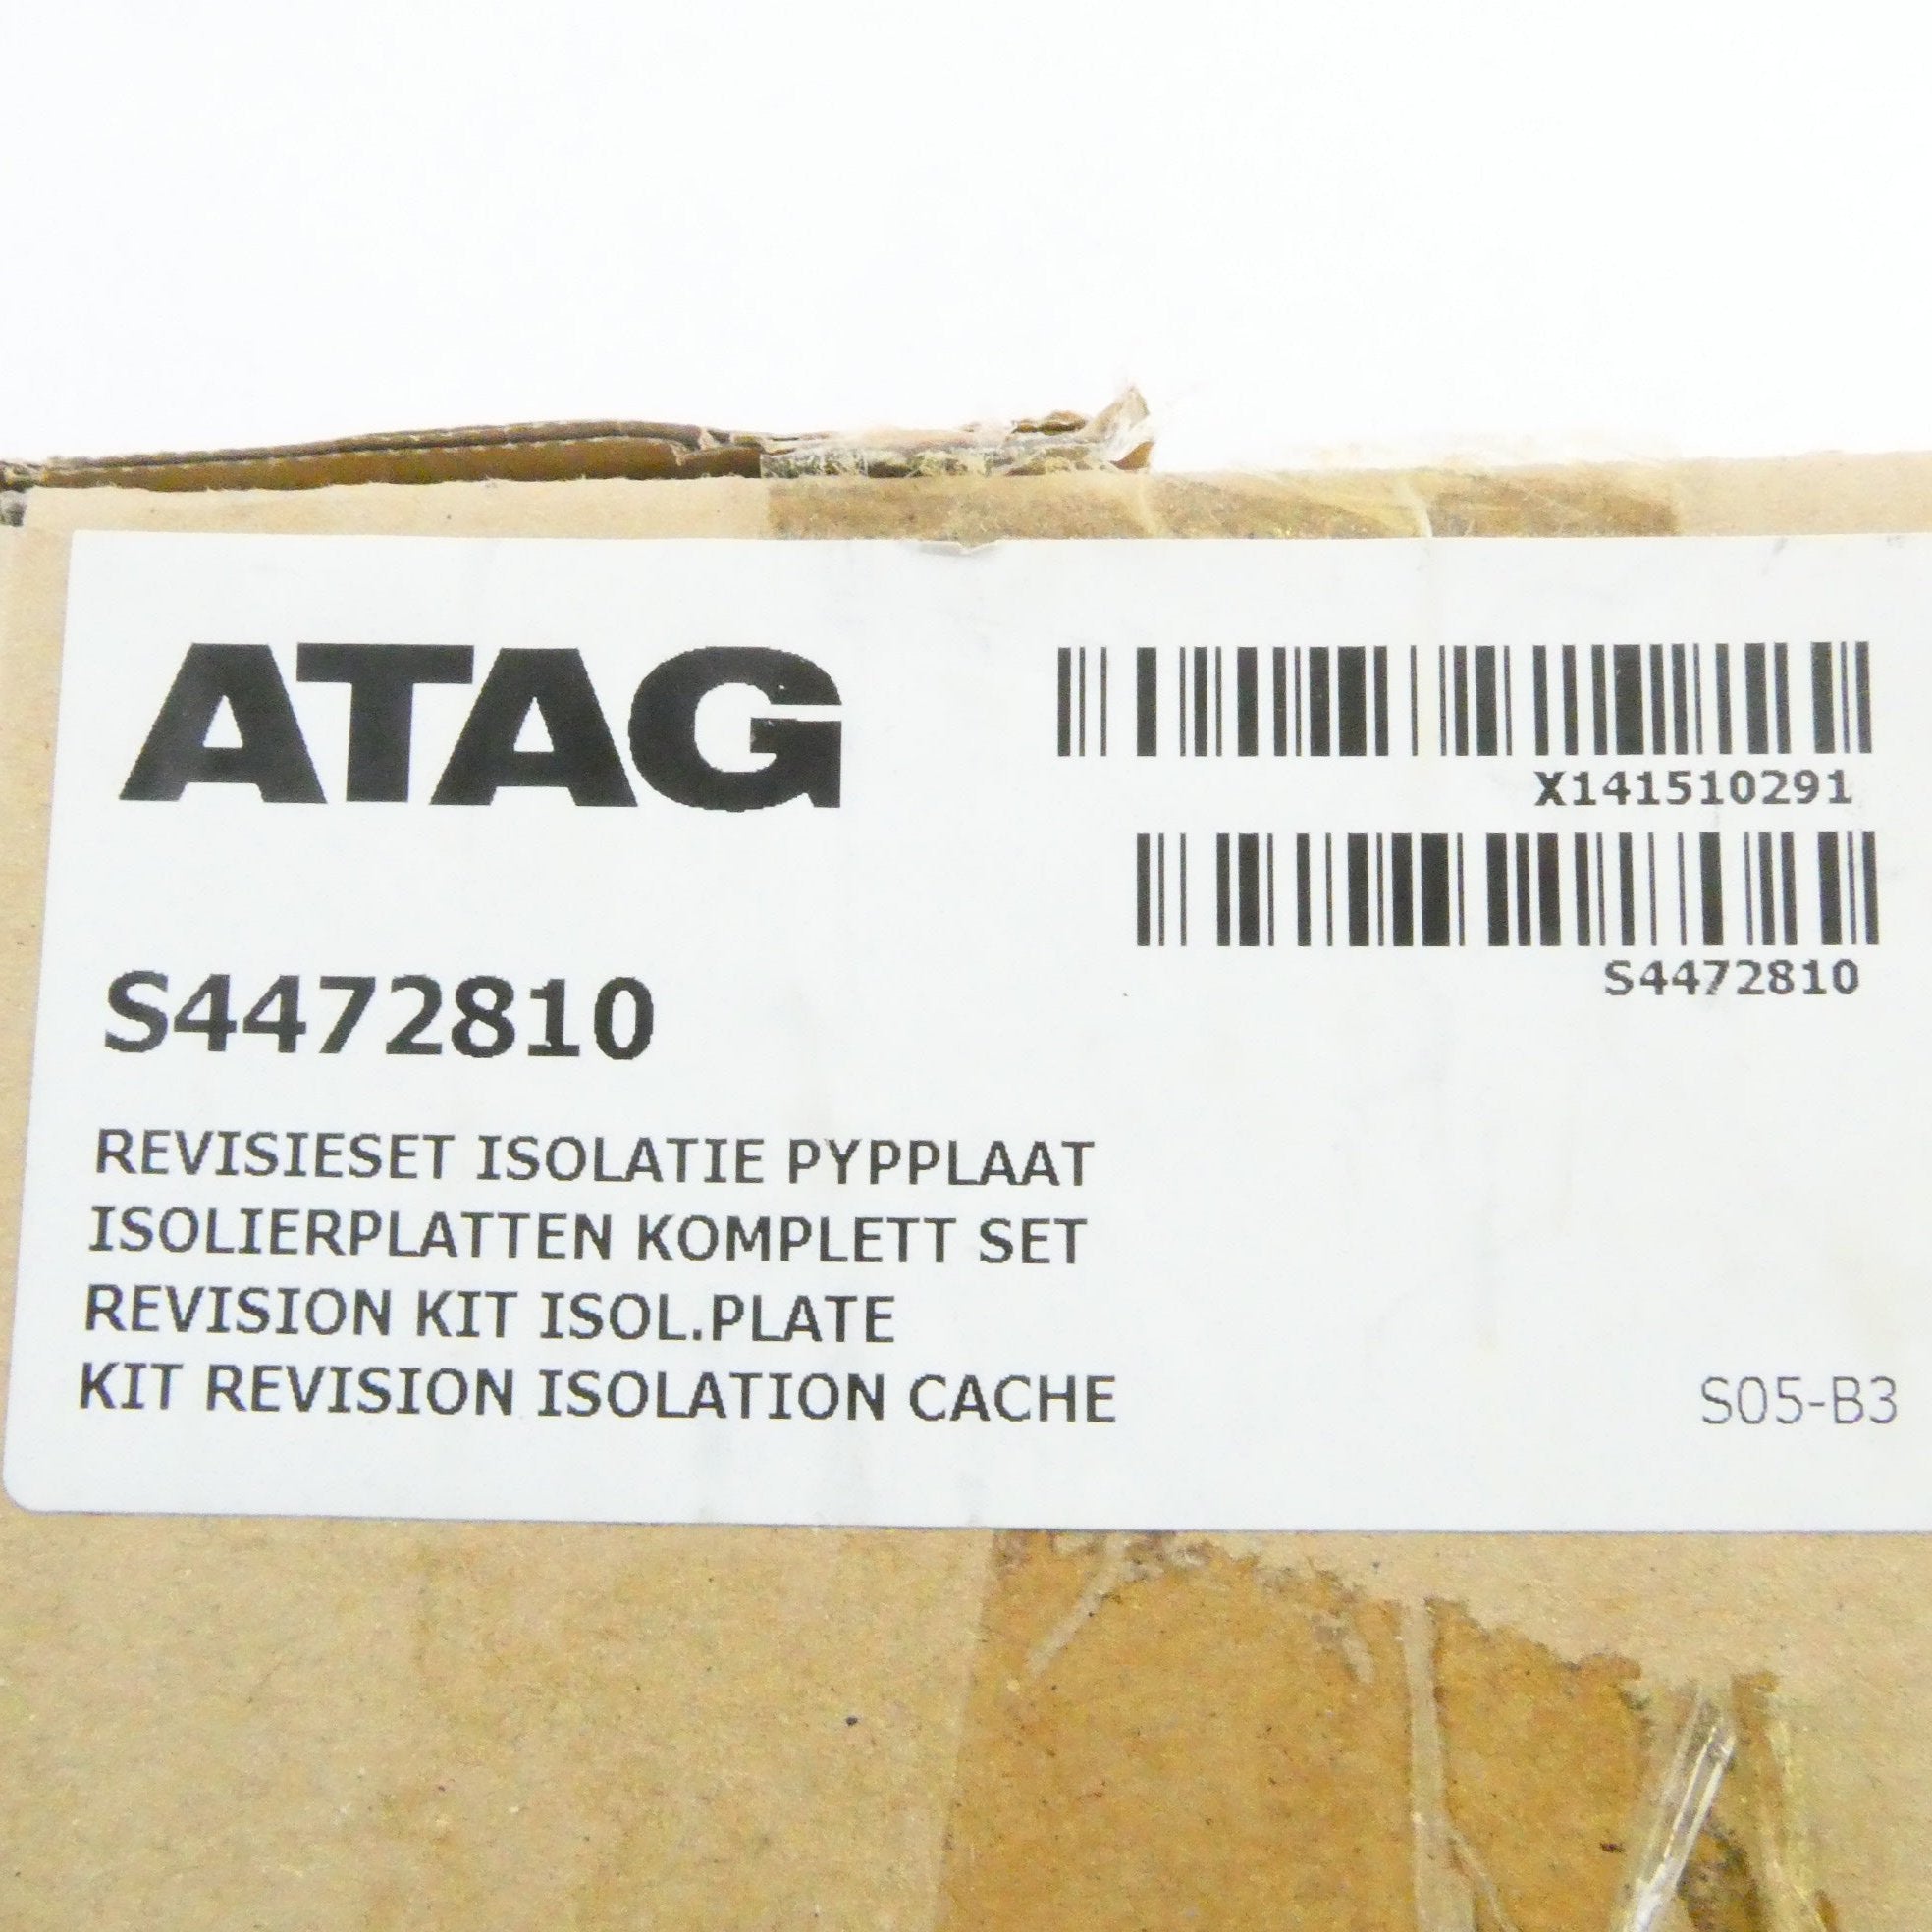 ATAG
X141510291
S4472810
S4472810
REVISIESET ISOLATIE PYPPLAAT
ISOLIERPLATTEN KOMPLETT SET
REVISION KIT ISOL.PLATE
KIT REVISION ISOLATION CACHE
S05-B3